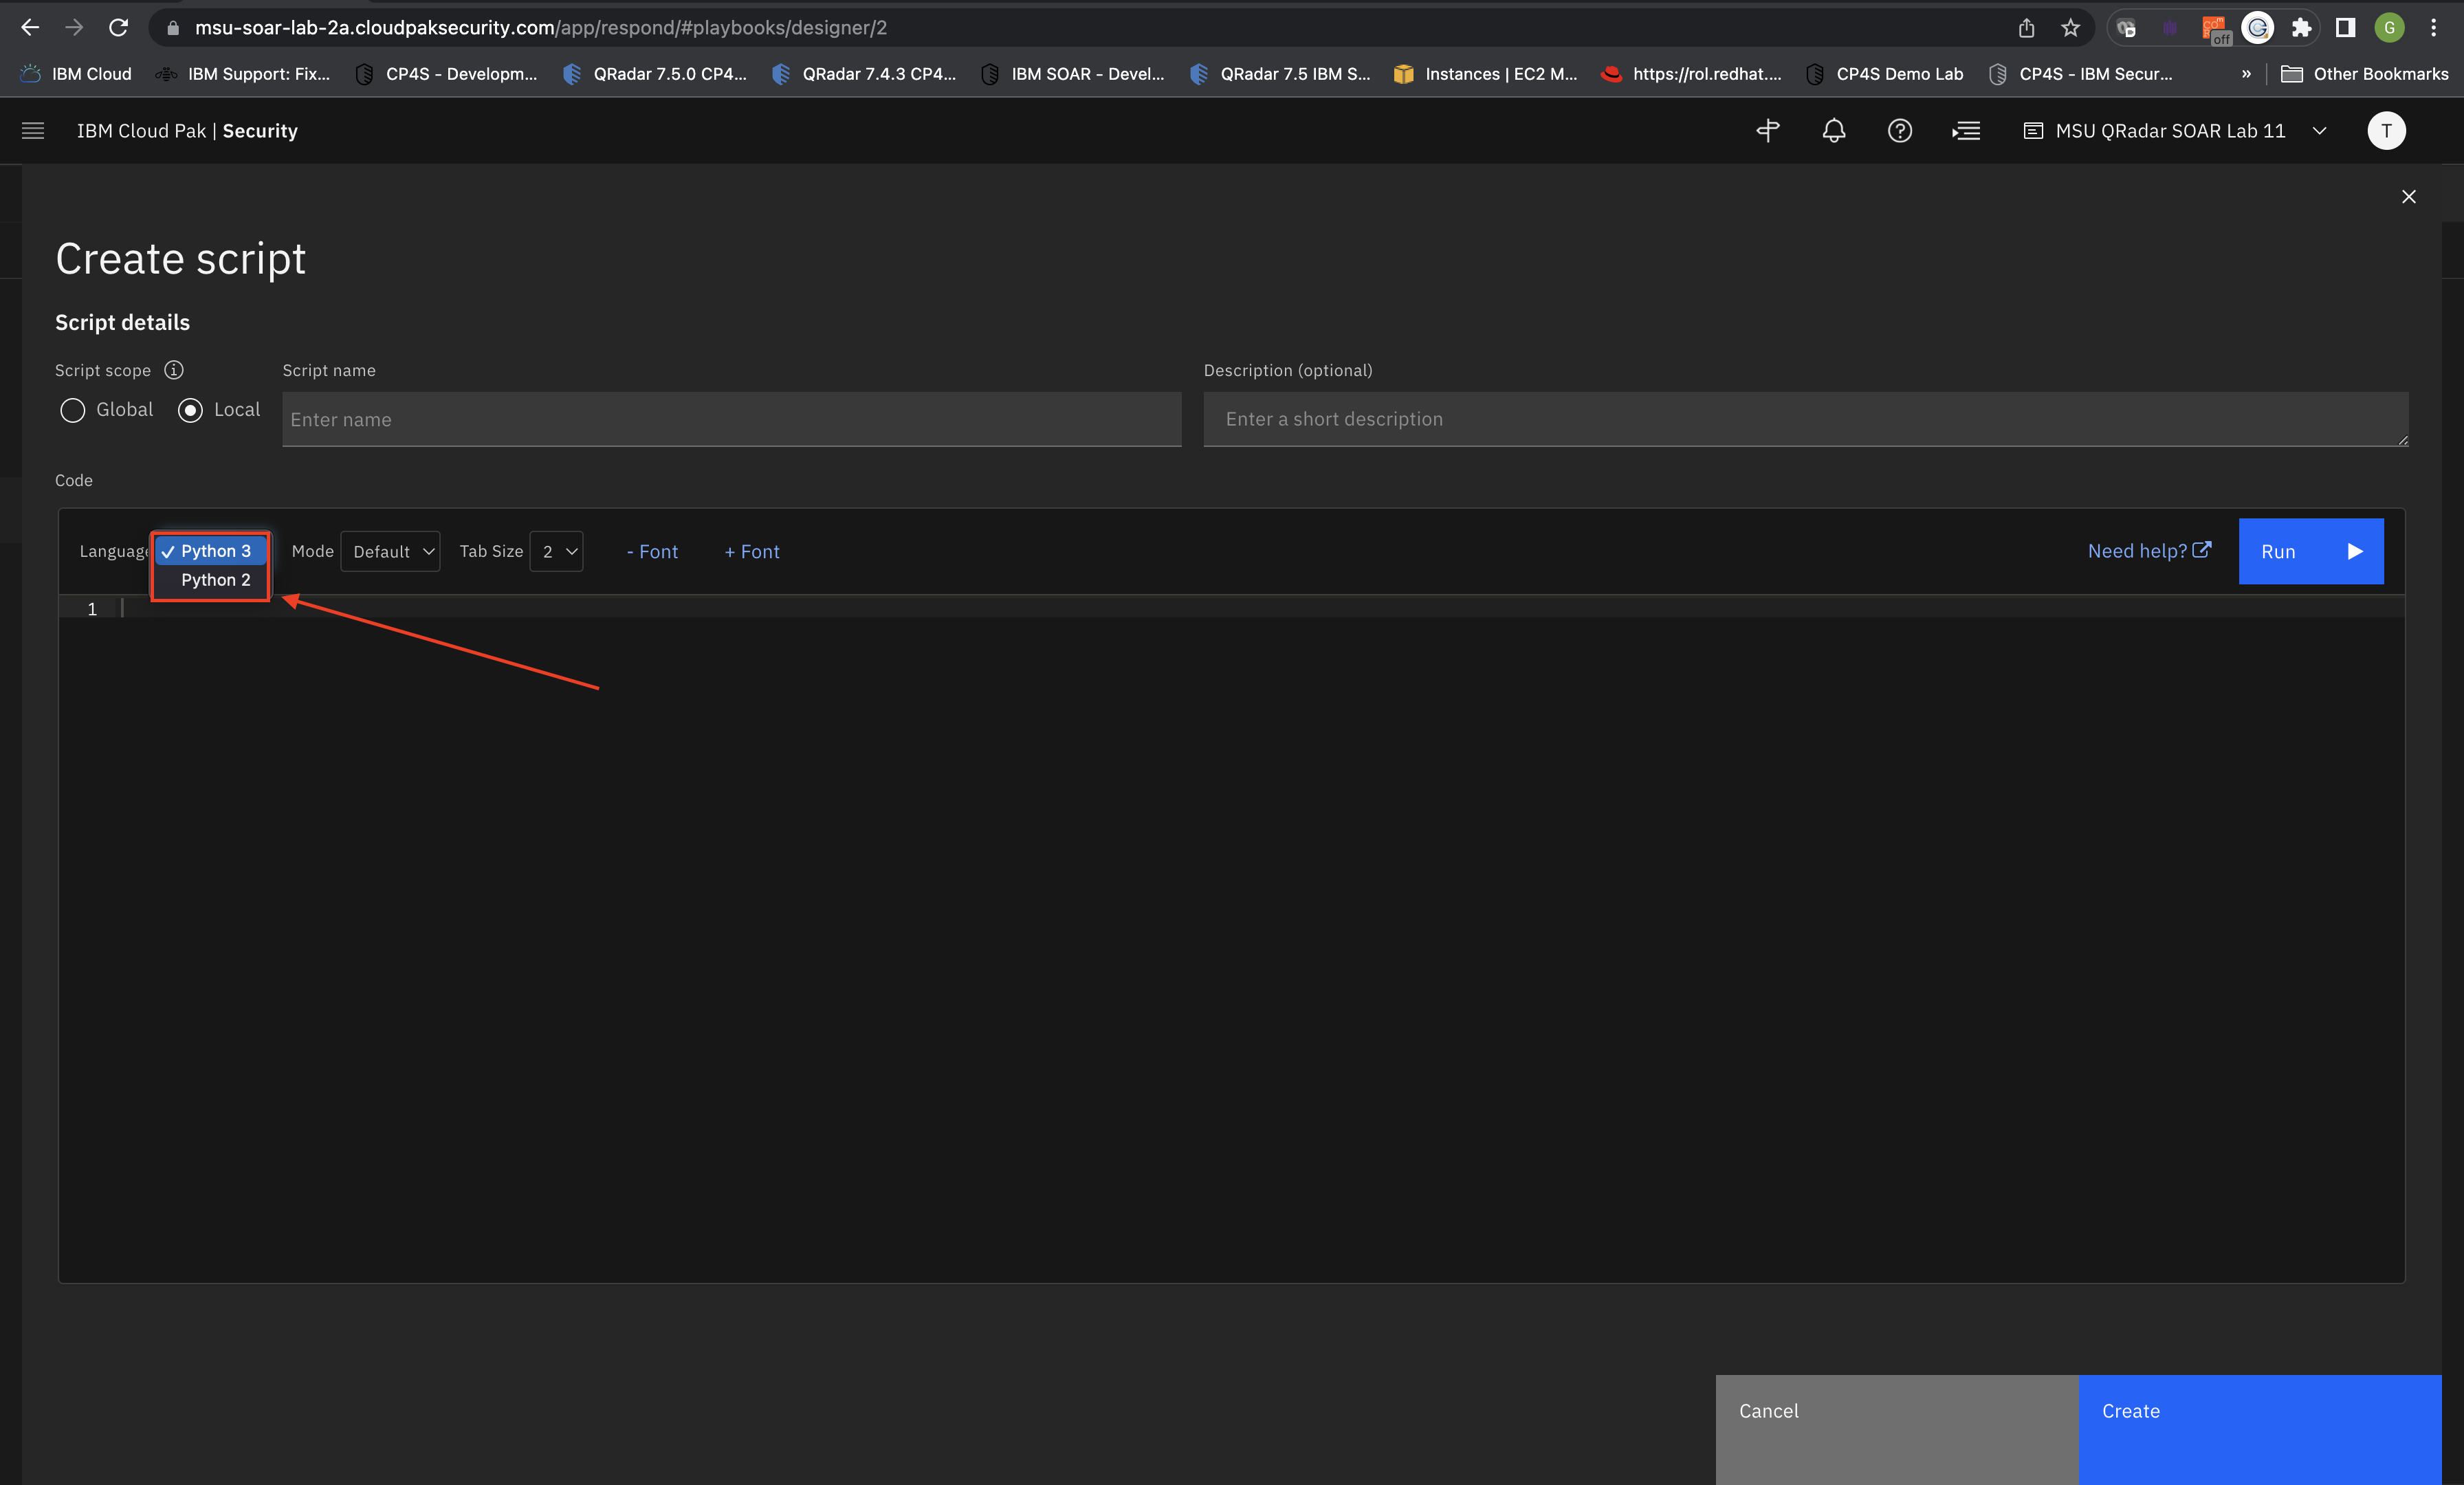 msu-soar-lab-2a.cloudpaksecurity.com/app/respond/#playbooks/designer/2
off
G
IBM Cloud
IBM Support: Fix...
CP4S - Developm...
QRadar 7.5.0 CP4...
QRadar 7.4.3 CP4...
IBM SOAR - Devel...
QRadar 7.5 IBM S...
Instances | EC2 M...
https://rol.redhat....
CP4S Demo Lab
CP4S - IBM Secur...
»
Other Bookmarks
IBM Cloud Pak | Security
MSU QRadar SOAR Lab 11
T
Create script
Script details
Script scope
Script name
Description (optional)
Global
Local
Enter name
Enter a short description
Code
Language
Python 3
Python 2
Mode
Default
Tab Size
2
- Font
+ Font
Need help?
Run
1
Cancel
Create